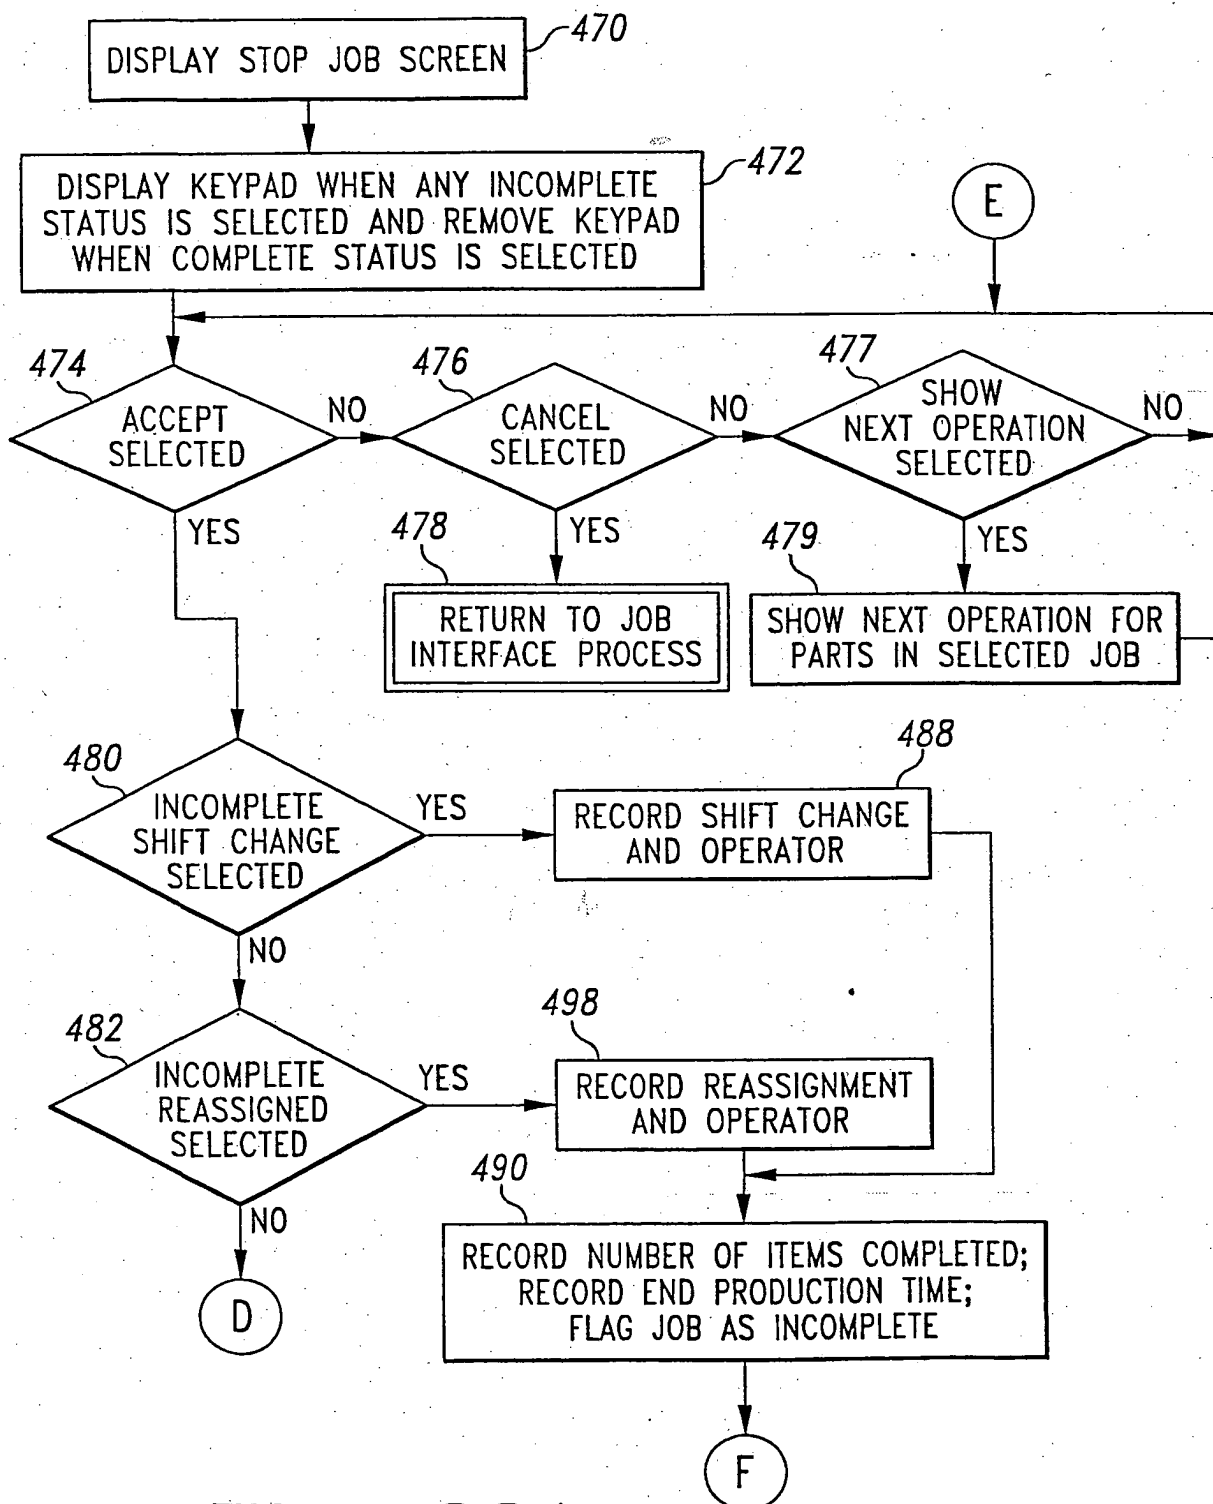 470
DISPLAY STOP JOB SCREEN
472
DISPLAY KEYPAD WHEN ANY INCOMPLETE
STATUS IS SELECTED AND REMOVE KEYPAD
WHEN COMPLETE STATUS IS SELECTED
E
474
ACCEPT
SELECTED
NO
YES
476
CANCEL
SELECTED
NO
YES
477
SHOW
NEXT OPERATION
SELECTED
NO
YES
478
RETURN TO JOB
INTERFACE PROCESS
479
SHOW NEXT OPERATION FOR
PARTS IN SELECTED JOB
480
INCOMPLETE
SHIFT CHANGE
SELECTED
YES
NO
488
RECORD SHIFT CHANGE
AND OPERATOR
482
INCOMPLETE
REASSIGNED
SELECTED
YES
NO
498
RECORD REASSIGNMENT
AND OPERATOR
490
RECORD NUMBER OF ITEMS COMPLETED;
RECORD END PRODUCTION TIME;
FLAG JOB AS INCOMPLETE
D
F